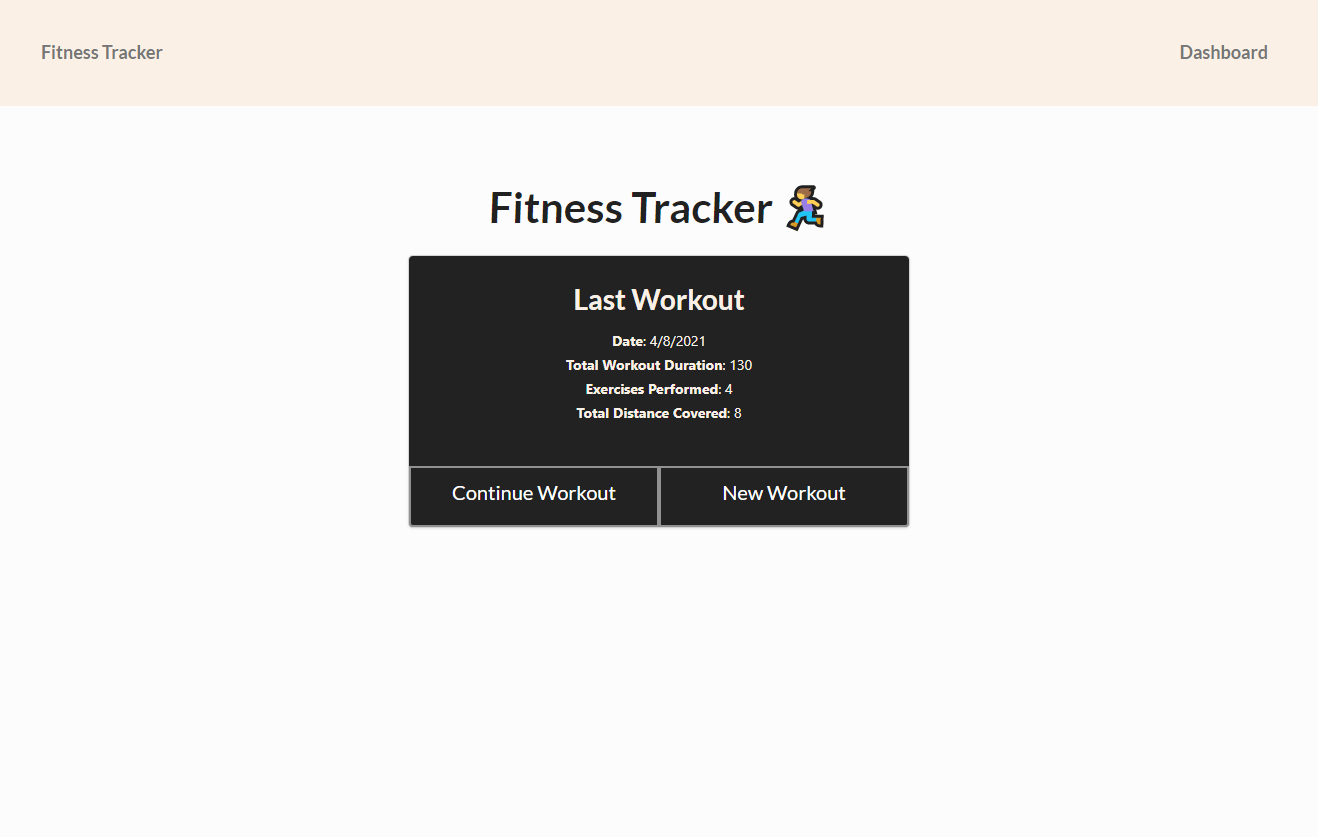 Fitness Tracker
Dashboard
Fitness Tracker
Last Workout
Date: 4/8/2021
Total Workout Duration: 130
Exercises Performed: 4
Total Distance Covered: 8
Continue Workout
New Workout